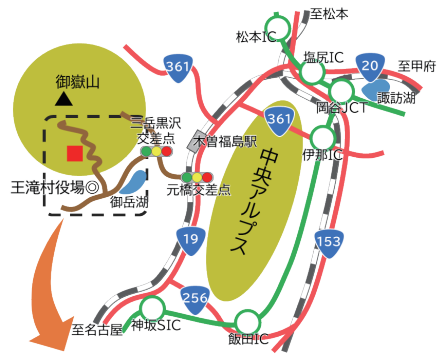 至松本
松本IC
塩尻IC
20
至甲府
361
岡谷JCT
諏訪湖
御嶽山
三岳黒沢
交差点
木曽福島駅
361
伊那IC
中央アルプス
王滝村役場◎
御岳湖
元橋交差点
19
153
256
至名古屋
神坂SIC
飯田IC